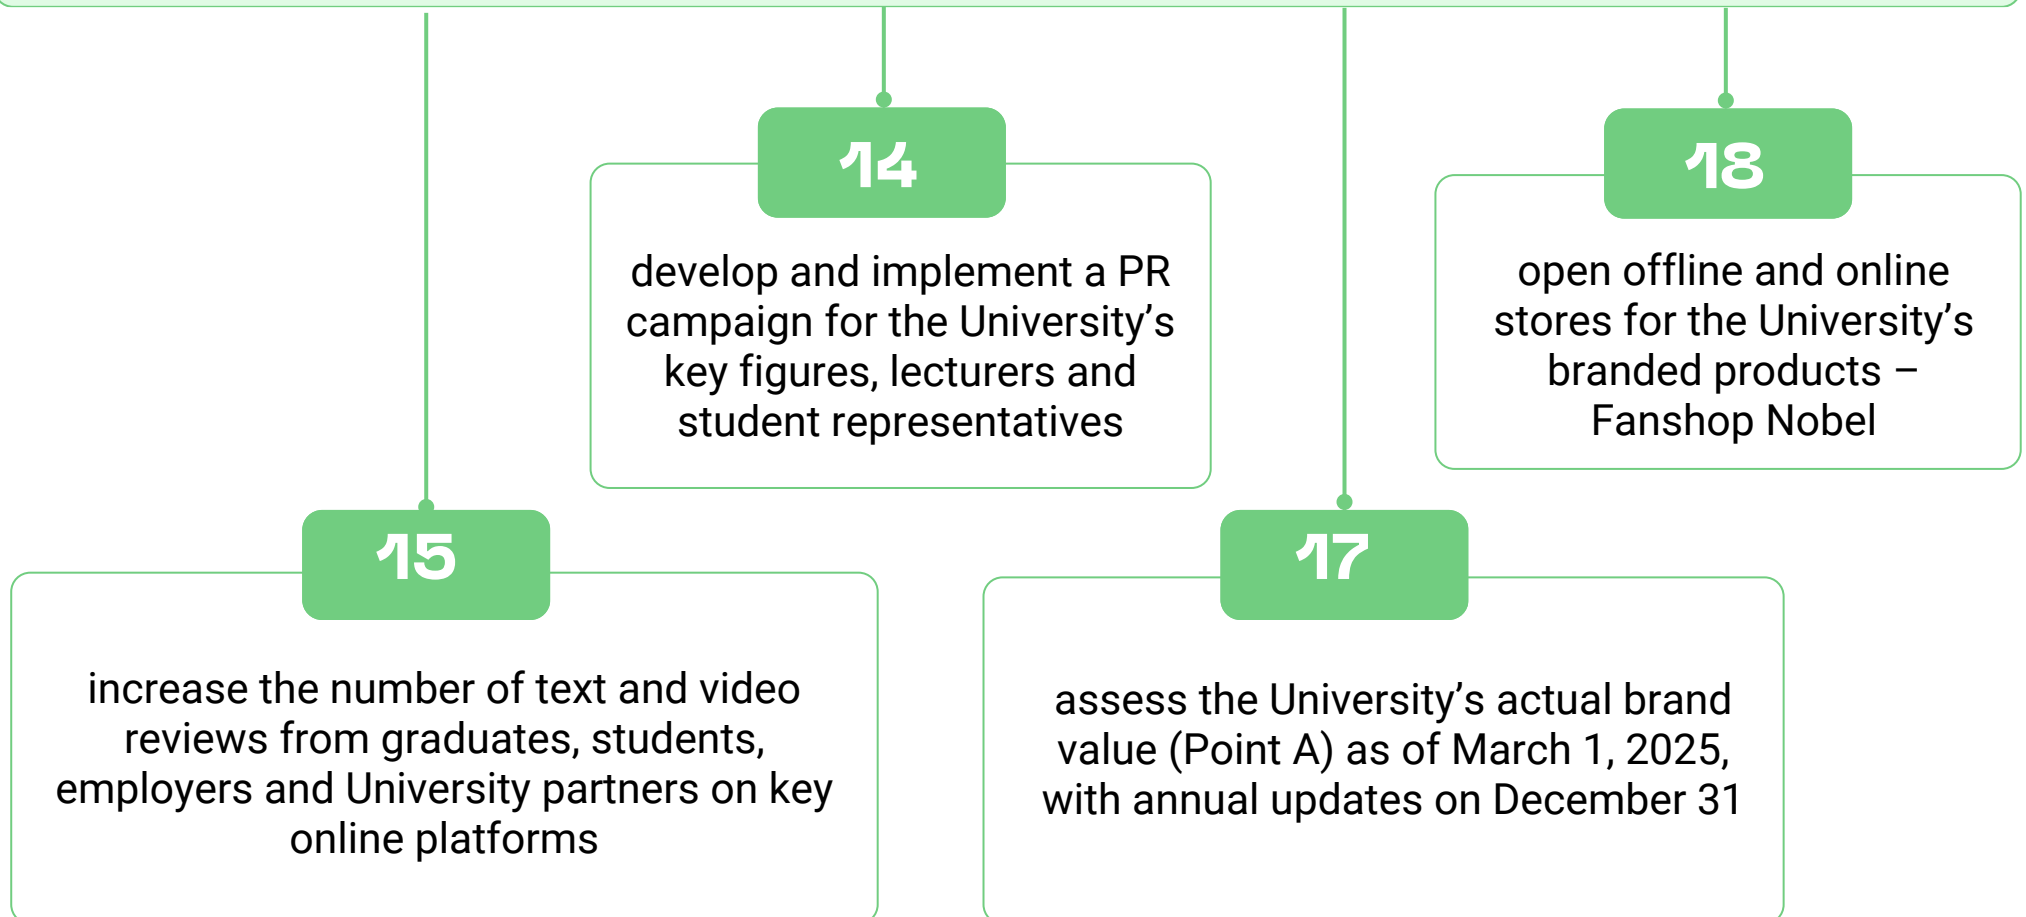 14
develop and implement a PR
campaign for the University’s
key figures, lecturers and
student representatives
18
open offline and online
stores for the University’s
branded products –
Fanshop Nobel
15
increase the number of text and video
reviews from graduates, students,
employers and University partners on key
online platforms
17
assess the University’s actual brand
value (Point A) as of March 1, 2025,
with annual updates on December 31